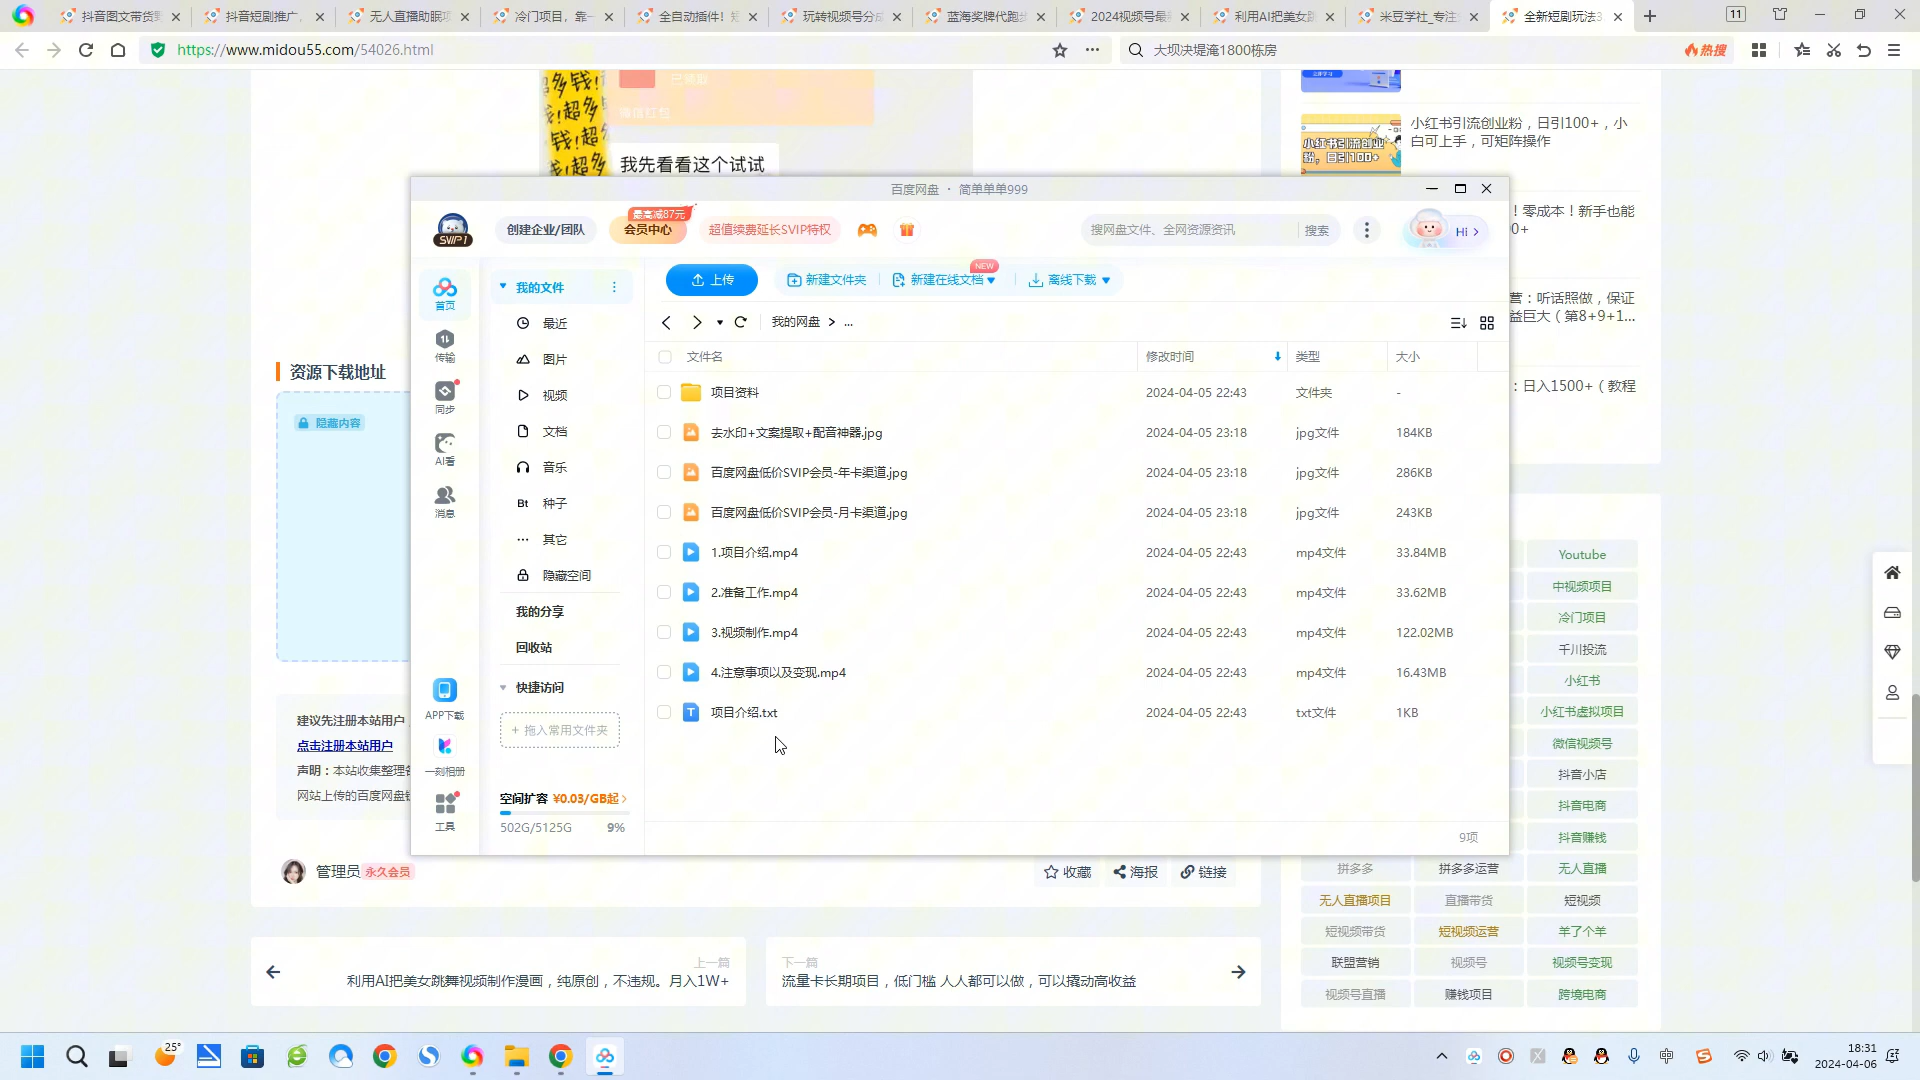 抖音图文带货野
抖音短剧推广,
无人直播助眠项
冷门项目，靠一
全自动插件！短
玩转视频号分成
蓝海奖牌代跑步
2024视频号最新
利用AI把美女跳
米豆学社_专注
全新短剧玩法3.
11
https://www.midou55.com/54026.html
大坝决堤淹1800栋房
热搜
超多钱!
我先看看这个试试
小红书引流创业粉，日引100+，小
白可上手，可矩阵操作
！零成本！新手也能
0+
营：听话照做，保证
益巨大（第8+9+1...
：日入1500+（教程
百度网盘 · 简单单单999
SVIP1
创建企业/团队
最高减87元
会员中心
超值续费延长SVIP特权
搜网盘文件、全网资源资讯
搜索
Hi >
首页
传输
同步
AI看
消息
APP下载
一刻相册
工具
我的文件
最近
图片
视频
文档
音乐
Bt 种子
其它
隐藏空间
我的分享
回收站
快捷访问
+ 拖入常用文件夹
空间扩容 ¥0.03/GB起 >
502G/5125G 9%
上传
新建文件夹
新建在线文档
NEW
离线下载
我的网盘 > ...
文件名 修改时间 类型 大小
项目资料 2024-04-05 22:43 文件夹 -
去水印+文案提取+配音神器.jpg 2024-04-05 23:18 jpg文件 184KB
百度网盘低价SVIP会员-年卡渠道.jpg 2024-04-05 23:18 jpg文件 286KB
百度网盘低价SVIP会员-月卡渠道.jpg 2024-04-05 23:18 jpg文件 243KB
1.项目介绍.mp4 2024-04-05 22:43 mp4文件 33.84MB
2.准备工作.mp4 2024-04-05 22:43 mp4文件 33.62MB
3.视频制作.mp4 2024-04-05 22:43 mp4文件 122.02MB
4.注意事项以及变现.mp4 2024-04-05 22:43 mp4文件 16.43MB
项目介绍.txt 2024-04-05 22:43 txt文件 1KB
9项
资源下载地址
隐藏内容
建议先注册本站用户
点击注册本站用户
声明：本站收集整理
网站上传的百度网盘
管理员 永久会员
收藏
海报
链接
上一篇
利用AI把美女跳舞视频制作漫画，纯原创，不违规。月入1W+
下一篇
流量卡长期项目，低门槛 人人都可以做，可以撬动高收益
Youtube
中视频项目
冷门项目
千川投流
小红书
小红书虚拟项目
微信视频号
抖音小店
抖音电商
抖音赚钱
拼多多 拼多多运营 无人直播
无人直播项目 直播带货 短视频
短视频带货 短视频运营 羊了个羊
联盟营销 视频号 视频号变现
视频号直播 赚钱项目 跨境电商
25°
中
18:31
2024-04-06